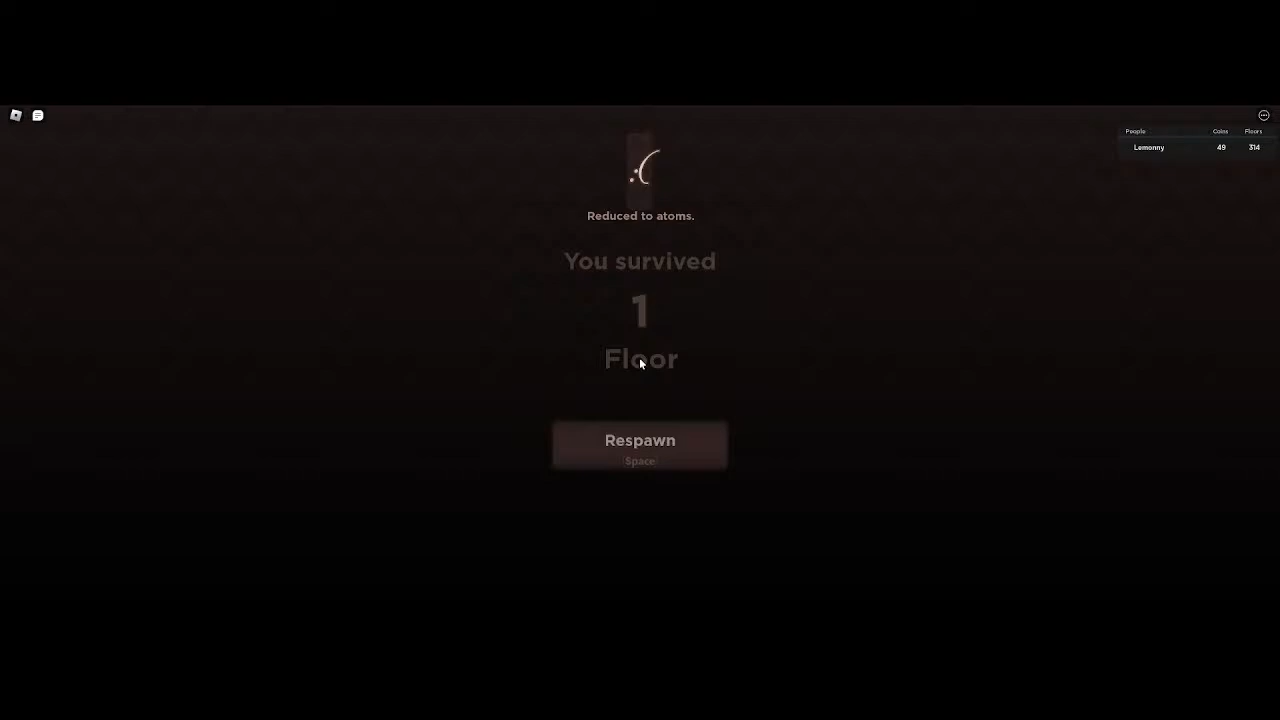 People Coins Floors
Lemonny 49 314
:(
Reduced to atoms.
You survived
1
Floor
Respawn
Space